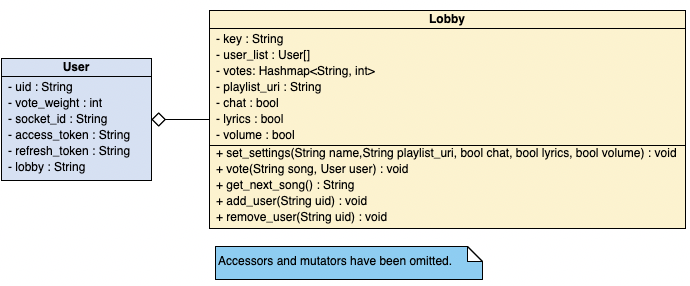 User
- uid : String
- vote_weight : int
- socket_id : String
- access_token : String
- refresh_token : String
- lobby : String
Lobby
- key : String
- user_list : User[]
- votes: Hashmap<String, int>
- playlist_uri : String
- chat : bool
- lyrics : bool
- volume : bool
+ set_settings(String name,String playlist_uri, bool chat, bool lyrics, bool volume) : void
+ vote(String song, User user) : void
+ get_next_song() : String
+ add_user(String uid) : void
+ remove_user(String uid) : void
Accessors and mutators have been omitted.